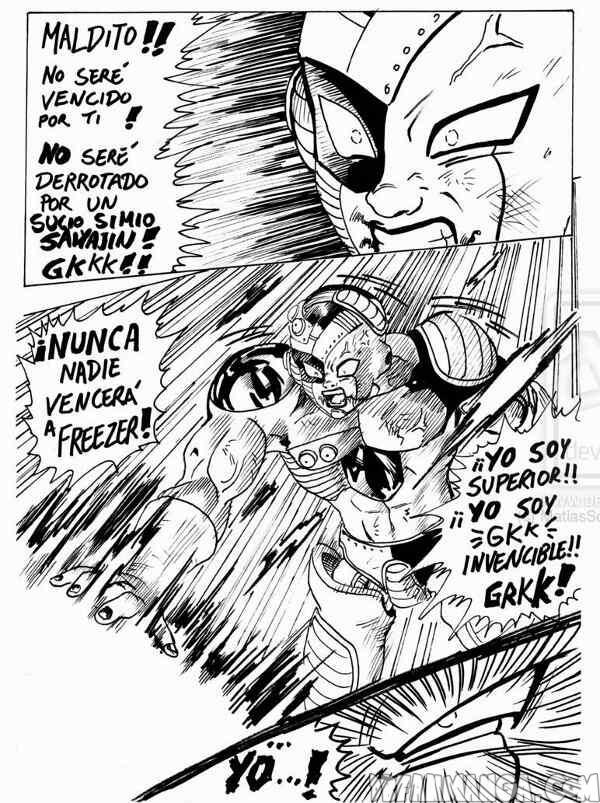 MALDITO!!
NO SERÉ
VENCIDO
POR TI !
NO SERÉ
DERROTADO
POR UN
SUCIO SIMIO
SAWAJIN!
GKKK!!
¡NUNCA
NADIE
VENCERÁ
A FREEZER!
¡¡YO SOY
SUPERIOR!!
¡¡YO SOY
GKK
INVENCIBLE!!
GRKK!
YO...!